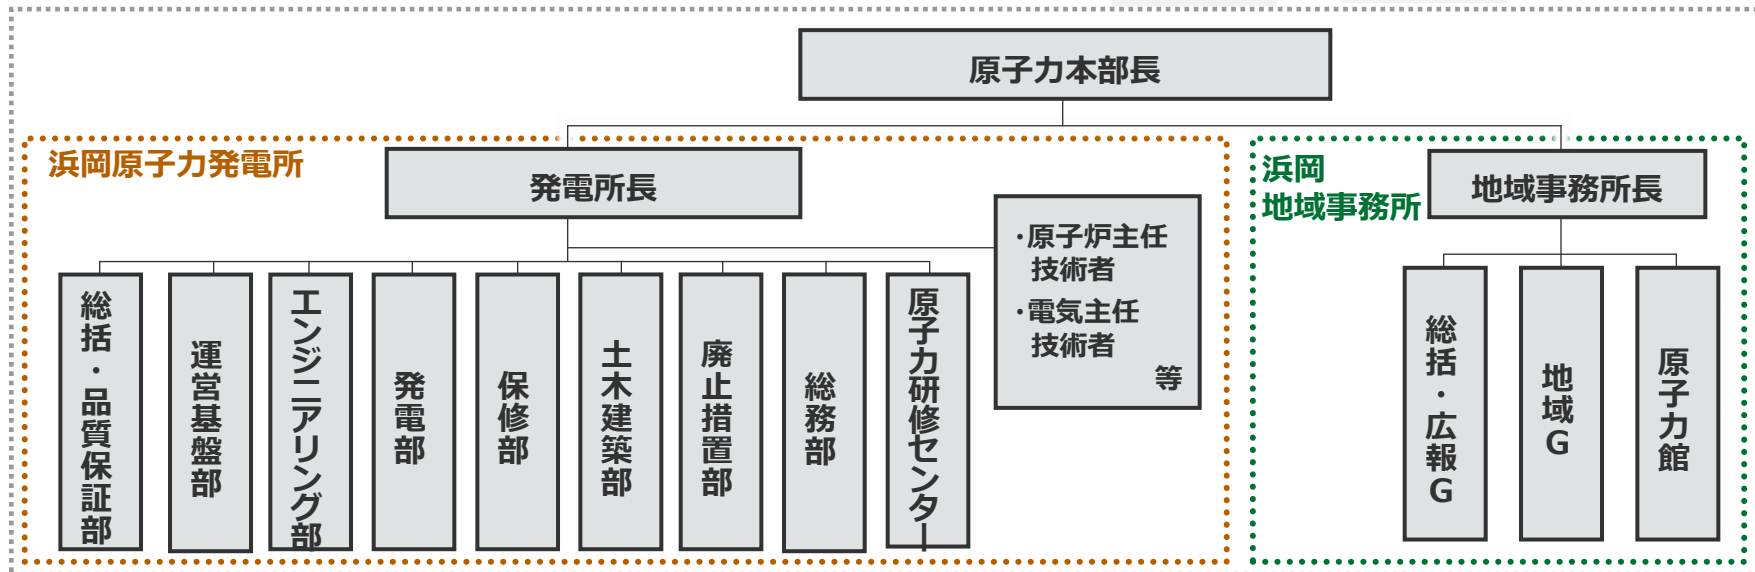 原子力本部長
浜岡原子力発電所
発電所長
・原子炉主任
技術者
・電気主任
技術者
等
総括・品質保証部
運営基盤部
エンジニアリング部
発電部
保修部
土木建築部
廃止措置部
総務部
原子力研修センター
浜岡
地域事務所
地域事務所長
総括・広報G
地域G
原子力館